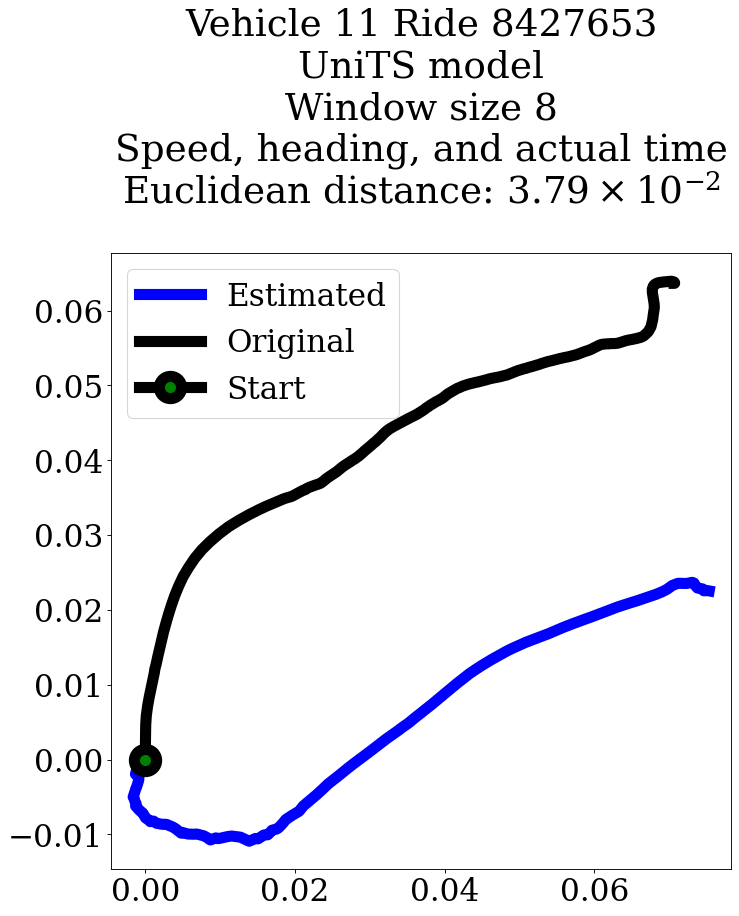 Vehicle 11 Ride 8427653
UniTS model
Window size 8
Speed, heading, and actual time
Euclidean distance: 3.79 × 10⁻²
Estimated
Original
Start
0.06
0.05
0.04
0.03
0.02
0.01
0.00
−0.01
0.00 0.02 0.04 0.06